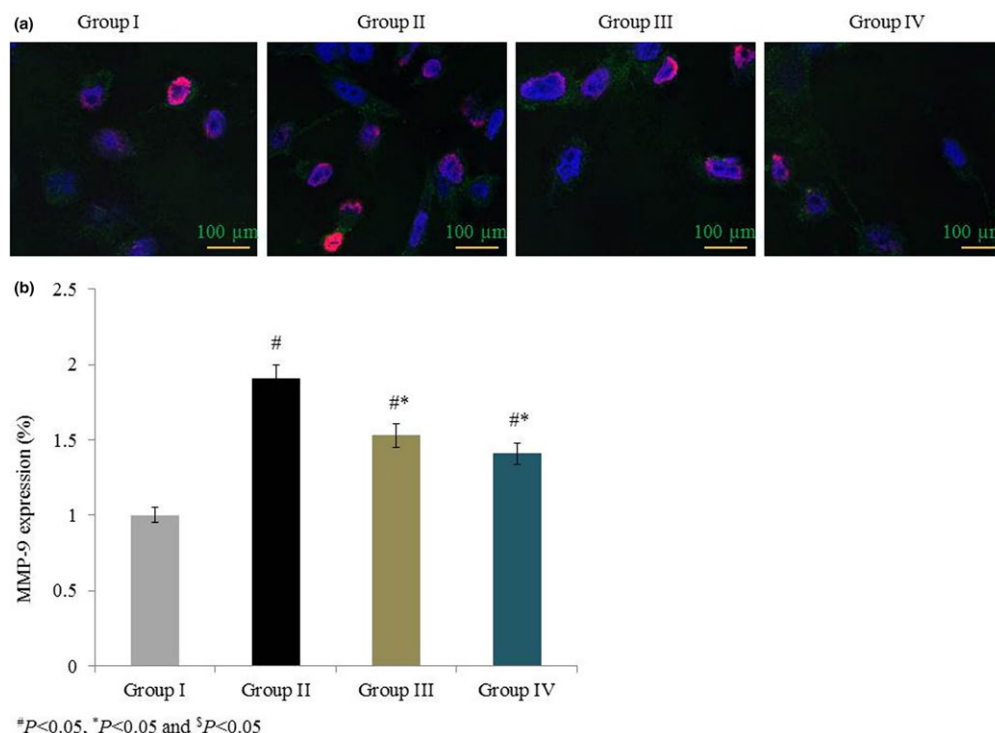 (a) Group I Group II Group III Group IV
100 µm 100 µm 100 µm 100 µm
(b)
2.5
2
1.5
1
0.5
0
MMP-9 expression (%)
#
#*
#*
Group I Group II Group III Group IV
#P<0.05, *P<0.05 and $P<0.05